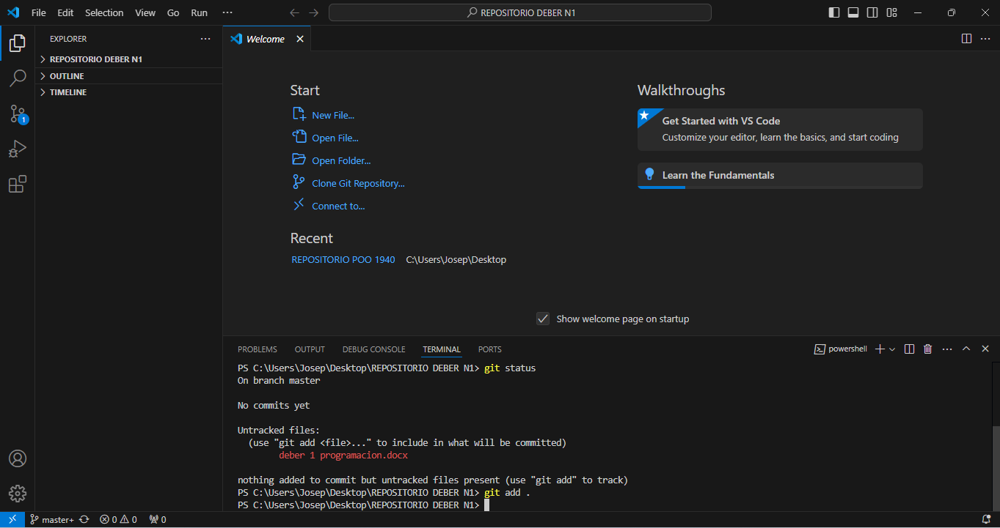 File Edit Selection View Go Run ···
REPOSITORIO DEBER N1
EXPLORER
REPOSITORIO DEBER N1
OUTLINE
TIMELINE
1
Welcome
Start
New File...
Open File...
Open Folder...
Clone Git Repository...
Connect to...
Recent
REPOSITORIO POO 1940 C:\Users\Josep\Desktop
Walkthroughs
Get Started with VS Code
Customize your editor, learn the basics, and start coding
Learn the Fundamentals
Show welcome page on startup
PROBLEMS OUTPUT DEBUG CONSOLE TERMINAL PORTS
powershell
PS C:\Users\Josep\Desktop\REPOSITORIO DEBER N1> git status
On branch master
No commits yet
Untracked files:
(use "git add <file>..." to include in what will be committed)
deber 1 programacion.docx
nothing added to commit but untracked files present (use "git add" to track)
PS C:\Users\Josep\Desktop\REPOSITORIO DEBER N1> git add .
PS C:\Users\Josep\Desktop\REPOSITORIO DEBER N1>
master+ 0 0 0